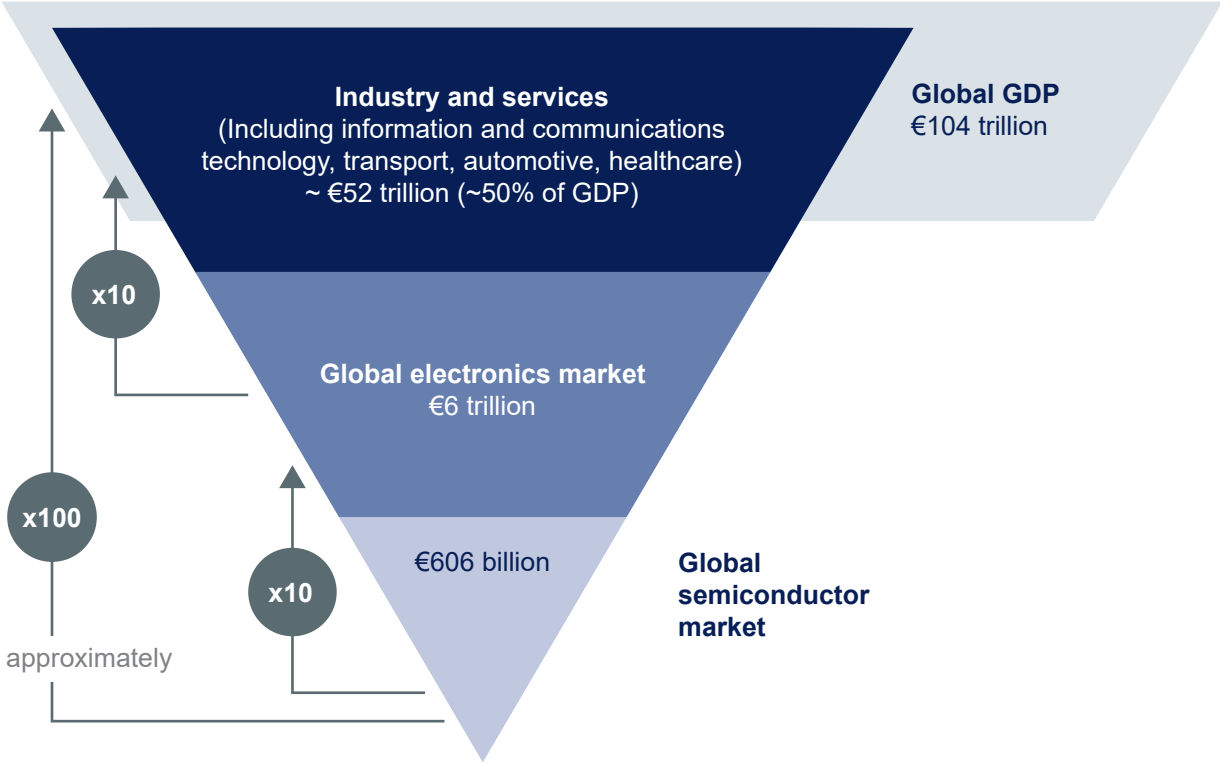 Industry and services
(Including information and communications
technology, transport, automotive, healthcare)
~ €52 trillion (~50% of GDP)
Global GDP
€104 trillion
x10
Global electronics market
€6 trillion
x100
€606 billion
x10
Global
semiconductor
market
approximately